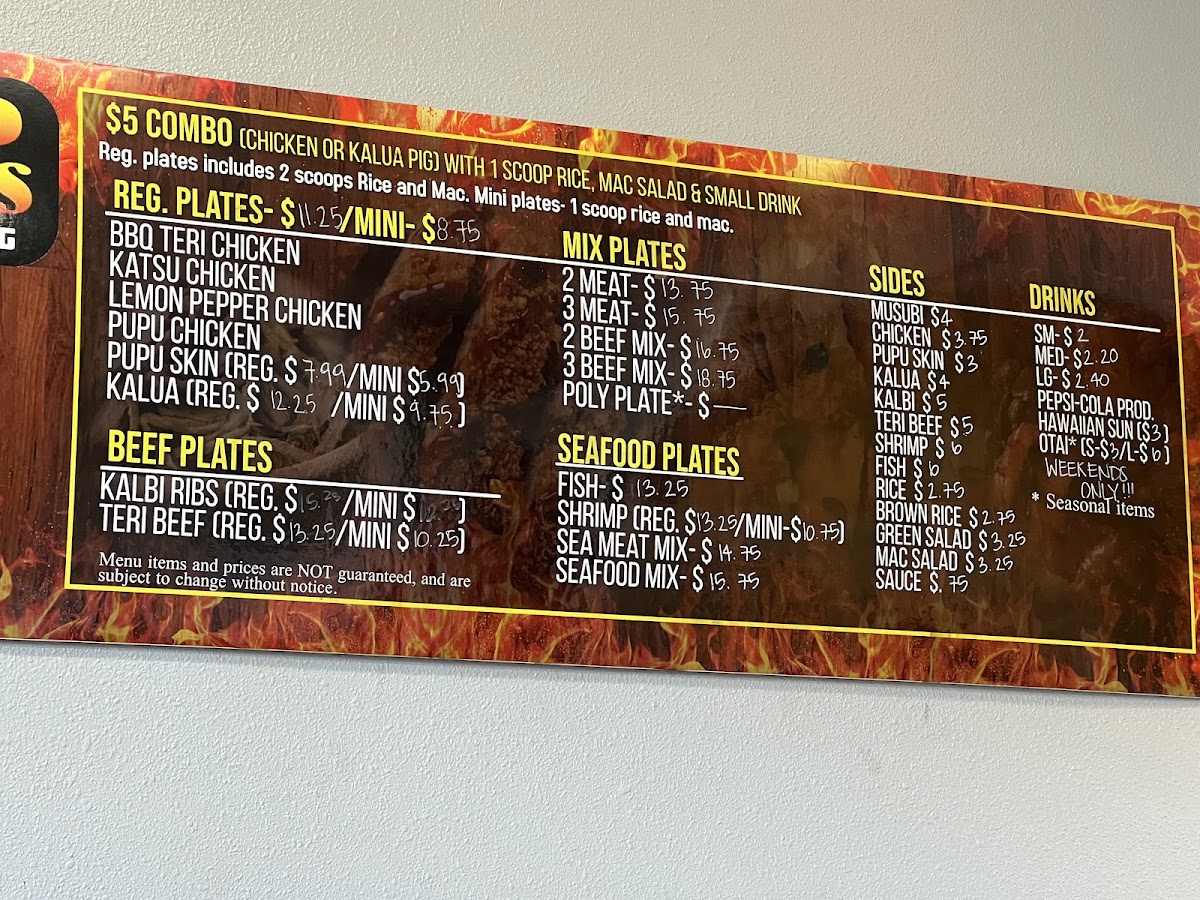 S
G
$5 COMBO (CHICKEN OR KALUA PIG) WITH 1 SCOOP RICE, MAC SALAD & SMALL DRINK
Reg. plates includes 2 scoops Rice and Mac. Mini plates- 1 scoop rice and mac.
REG. PLATES- $11.25/MINI- $8.75
BBQ TERI CHICKEN
KATSU CHICKEN
LEMON PEPPER CHICKEN
PUPU CHICKEN
PUPU SKIN (REG. $7.99/MINI $5.99)
KALUA (REG. $ 12.25 /MINI $9.75)
BEEF PLATES
KALBI RIBS (REG. $15.25/MINI $ )
TERI BEEF (REG. $13.25/MINI $10.25)
Menu items and prices are NOT guaranteed, and are
subject to change without notice.
MIX PLATES
2 MEAT- $ 13.75
3 MEAT- $ 15.75
2 BEEF MIX- $16.75
3 BEEF MIX- $18.75
POLY PLATE*- $—
SEAFOOD PLATES
FISH- $ 13.25
SHRIMP (REG. $13.25/MINI-$10.75)
SEA MEAT MIX- $14.75
SEAFOOD MIX- $15.75
SIDES
MUSUBI $4
CHICKEN $3.75
PUPU SKIN $3
KALUA $4
KALBI $5
TERI BEEF $5
SHRIMP $6
FISH $6
RICE $2.75
BROWN RICE $2.75
GREEN SALAD $3.25
MAC SALAD $3.25
SAUCE $.75
DRINKS
SM- $2
MED- $2.20
LG- $2.40
PEPSI-COLA PROD.
HAWAIIAN SUN ($3)
OTAI* (S-$3/L-$6)
WEEKENDS
ONLY!!!
* Seasonal items